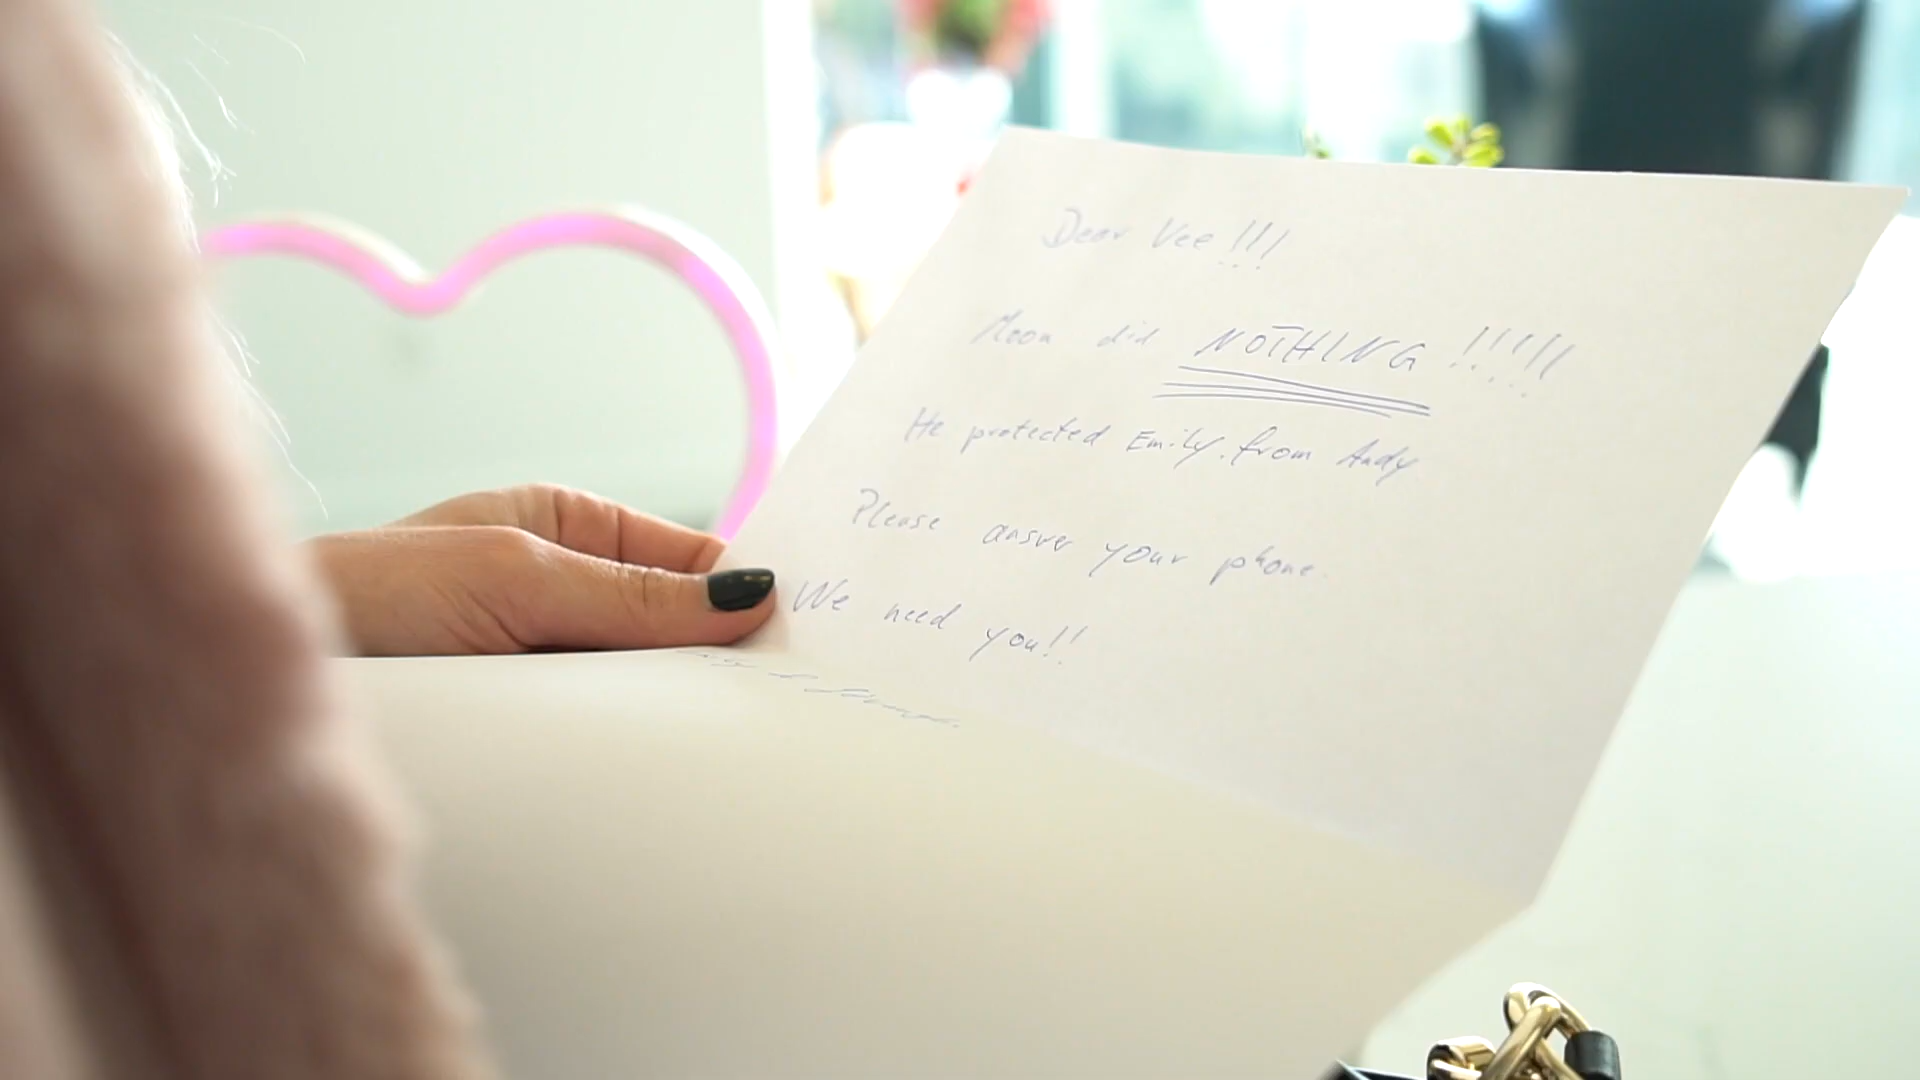 Dear Vee!!!
Moon did NOTHING!!!!!
He protected Emily. from Andy
Please answer your phone.
We need you!!